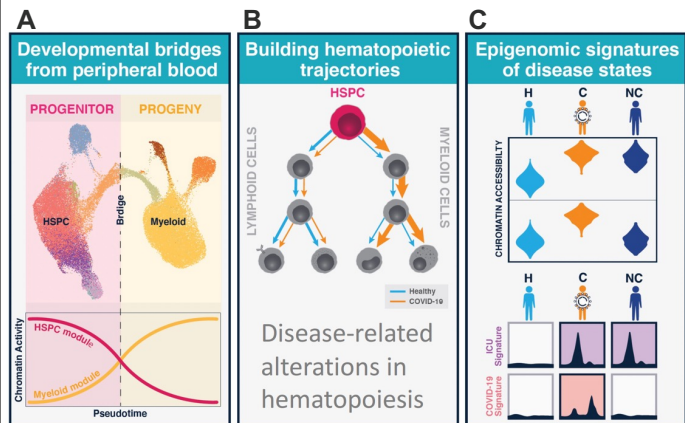 A
Developmental bridges
from peripheral blood
PROGENITOR
PROGENY
HSPC
Brdige
Myeloid
Chromatin Activity
HSPC module
Myeloid module
Pseudotime
B
Building hematopoietic
trajectories
HSPC
LYMPHOID CELLS
MYELOID CELLS
Healthy
COVID-19
Disease-related
alterations in
hematopoiesis
C
Epigenomic signatures
of disease states
H
C
NC
CHROMATIN ACCESSIBILTY
H
C
NC
ICU
Signature
COVID-19
Signature